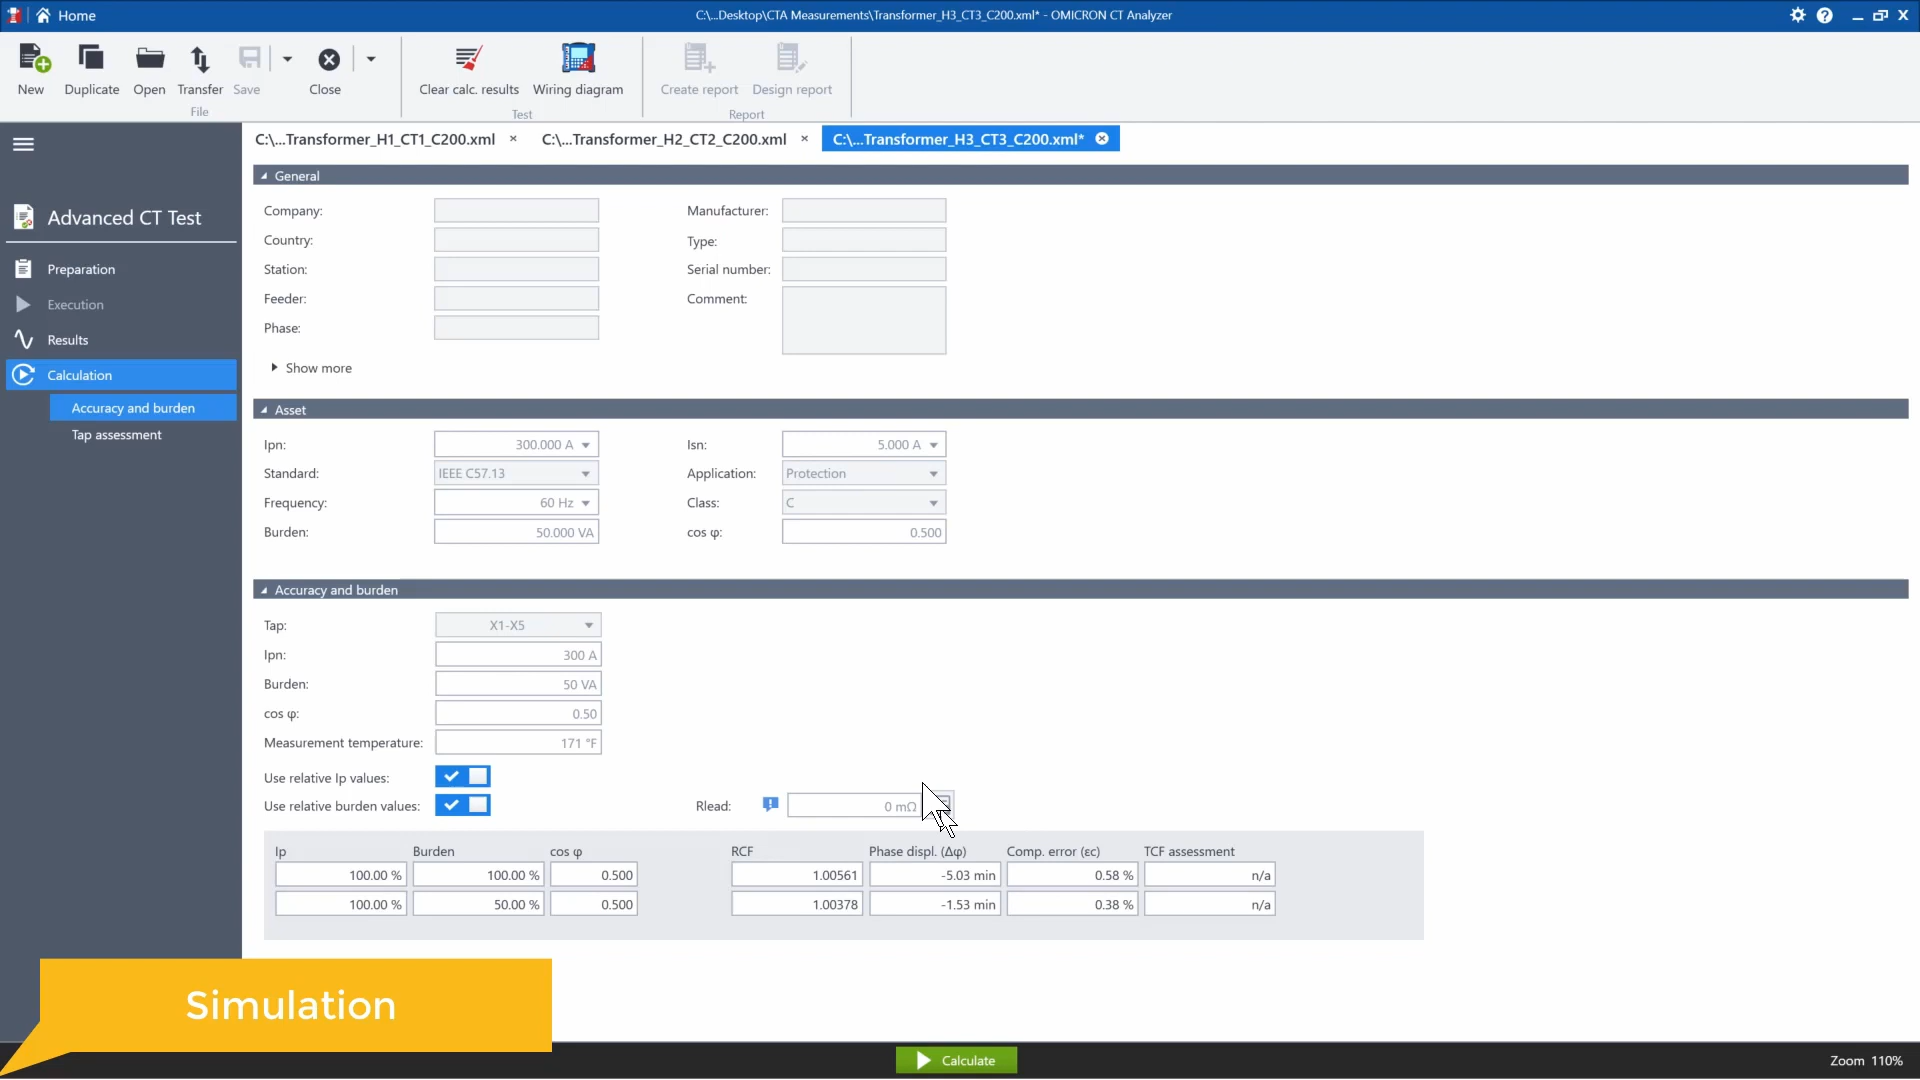 Home
C:\...Desktop\CTA Measurements\Transformer_H3_CT3_C200.xml* - OMICRON CT Analyzer
New
Duplicate
Open
Transfer
Save
Close
Clear calc. results
Wiring diagram
Create report
Design report
File
Test
Report
C:\...Transformer_H1_CT1_C200.xml
C:\...Transformer_H2_CT2_C200.xml
C:\...Transformer_H3_CT3_C200.xml*
Advanced CT Test
Preparation
Execution
Results
Calculation
Accuracy and burden
Tap assessment
General
Company:
Manufacturer:
Country:
Type:
Station:
Serial number:
Feeder:
Comment:
Phase:
Show more
Asset
Ipn: 300.000 A
Isn: 5.000 A
Standard: IEEE C57.13
Application: Protection
Frequency: 60 Hz
Class: C
Burden: 50.000 VA
cos φ: 0.500
Accuracy and burden
Tap: X1-X5
Ipn: 300 A
Burden: 50 VA
cos φ: 0.50
Measurement temperature: 171 °F
Use relative Ip values:
Use relative burden values:
Rlead: 0 mΩ
Ip Burden cos φ RCF Phase displ. (Δφ) Comp. error (εc) TCF assessment
100.00 % 100.00 % 0.500 1.00561 -5.03 min 0.58 % n/a
100.00 % 50.00 % 0.500 1.00378 -1.53 min 0.38 % n/a
Simulation
Calculate
Zoom 110%